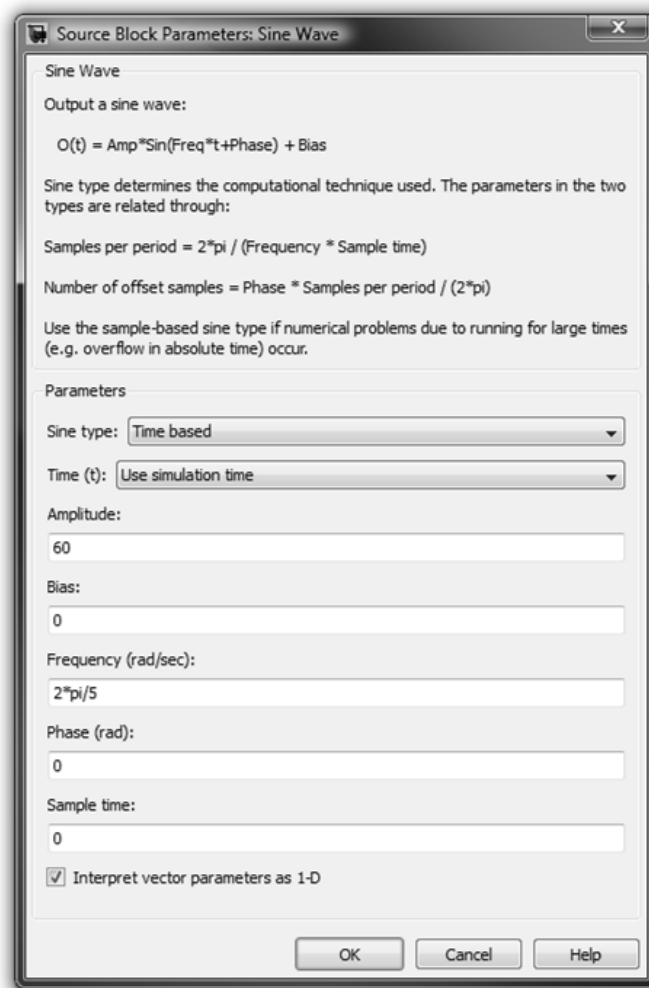 Source Block Parameters: Sine Wave
Sine Wave
Output a sine wave:
O(t) = Amp*Sin(Freq*t+Phase) + Bias
Sine type determines the computational technique used. The parameters in the two
types are related through:
Samples per period = 2*pi / (Frequency * Sample time)
Number of offset samples = Phase * Samples per period / (2*pi)
Use the sample-based sine type if numerical problems due to running for large times
(e.g. overflow in absolute time) occur.
Parameters
Sine type: Time based
Time (t): Use simulation time
Amplitude:
60
Bias:
0
Frequency (rad/sec):
2*pi/5
Phase (rad):
0
Sample time:
0
Interpret vector parameters as 1-D
OK Cancel Help